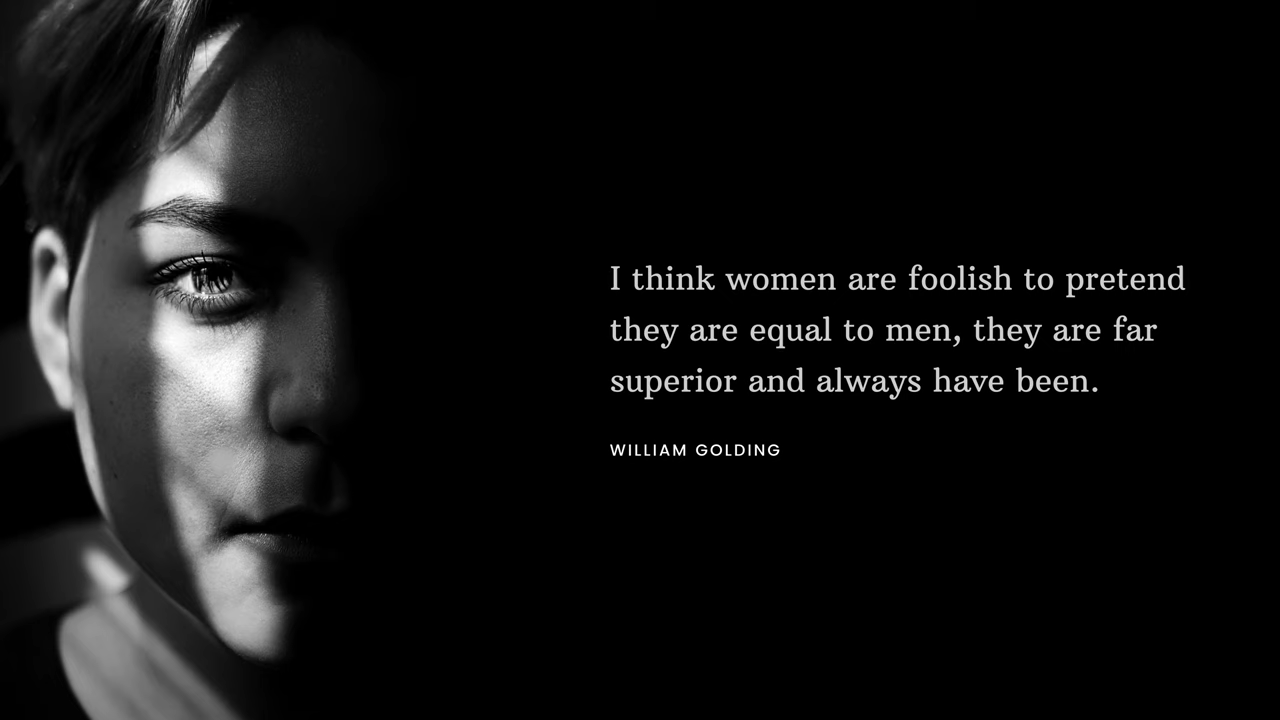 I think women are foolish to pretend
they are equal to men, they are far
superior and always have been.
WILLIAM GOLDING